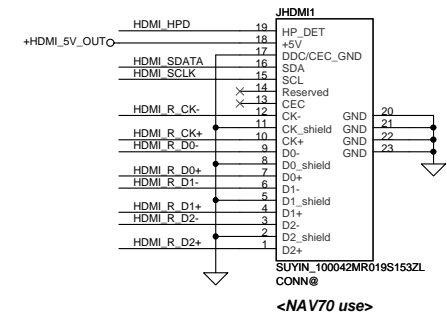 JHDMI1
HDMI_HPD 19 HP_DET
+HDMI_5V_OUT 18 +5V
17 DDC/CEC_GND
HDMI_SDATA 16 SDA
HDMI_SCLK 15 SCL
14 Reserved
13 CEC
HDMI_R_CK- 12 CK- GND 20
11 CK_shield GND 21
HDMI_R_CK+ 10 CK+ GND 22
HDMI_R_D0- 9 D0- GND 23
8 D0_shield
HDMI_R_D0+ 7 D0+
HDMI_R_D1- 6 D1-
5 D1_shield
HDMI_R_D1+ 4 D1+
HDMI_R_D2- 3 D2-
2 D2_shield
HDMI_R_D2+ 1 D2+
SUYIN_100042MR019S153ZL
CONN@
<NAV70 use>